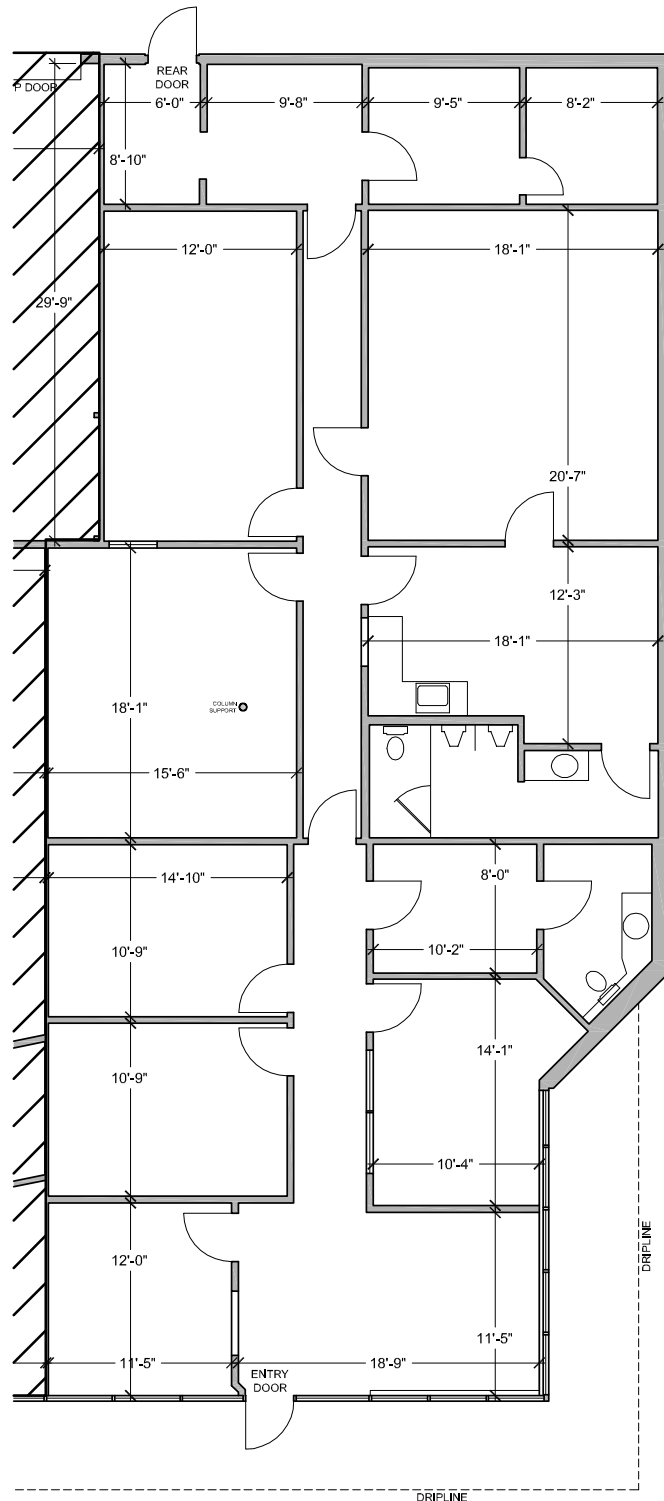 REAR
DOOR
P DOOR
6'-0"
9'-8"
9'-5"
8'-2"
8'-10"
12'-0"
18'-1"
29'-9"
20'-7"
12'-3"
18'-1"
18'-1"
COLUMN
SUPPORT
15'-6"
14'-10"
8'-0"
10'-9"
10'-2"
14'-1"
10'-9"
10'-4"
12'-0"
DRIPLINE
11'-5"
11'-5"
18'-9"
ENTRY
DOOR
DRIPLINE